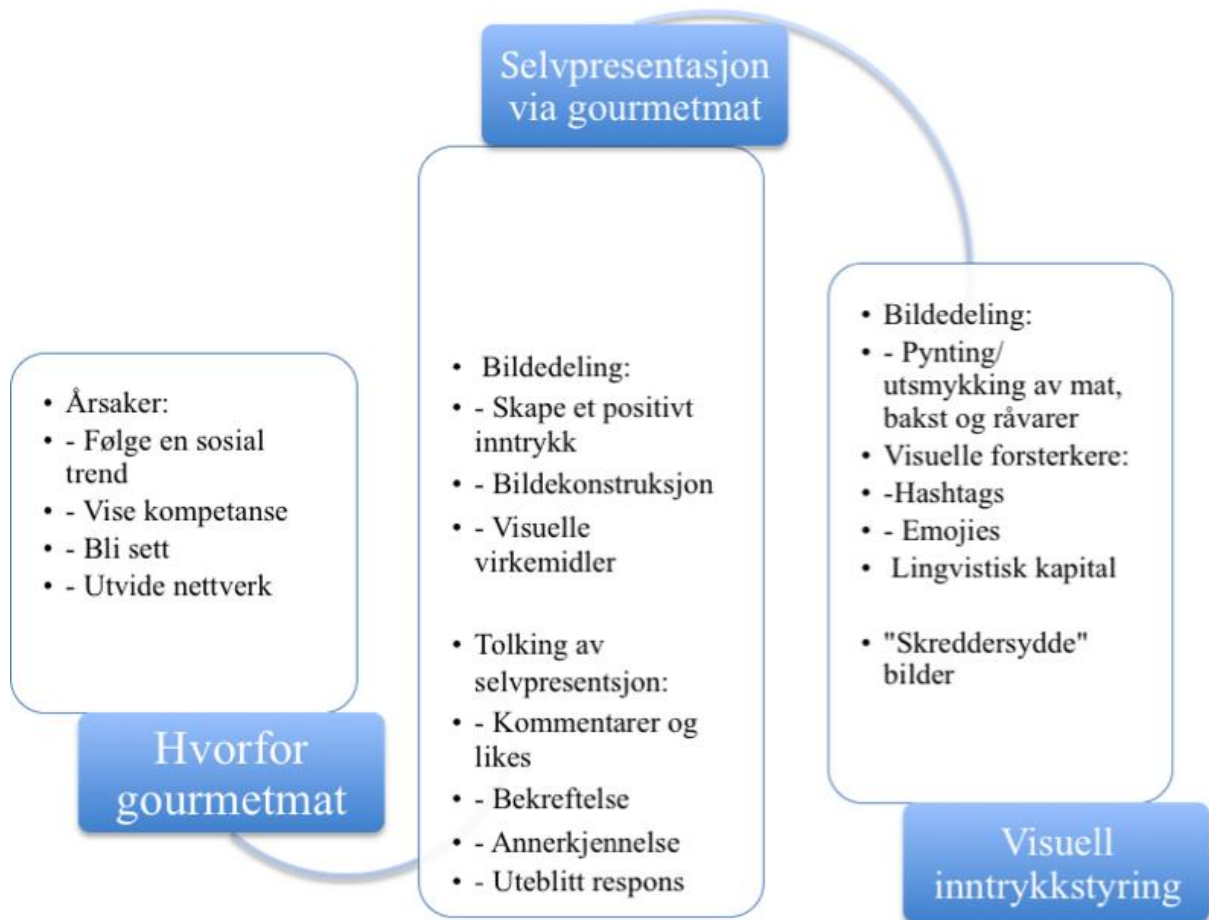 • Årsaker:
• - Følge en sosial
trend
• - Vise kompetanse
• - Bli sett
• - Utvide nettverk
Hvorfor
gourmetmat
Selvpresentasjon
via gourmetmat
• Bildedeling:
• - Skape et positivt
inntrykk
• - Bildekonstruksjon
• - Visuelle
virkemidler
• Tolking av
selvpresentsjon:
• - Kommentarer og
likes
• - Bekreftelse
• - Annerkjennelse
• - Uteblitt respons
• Bildedeling:
• - Pynting/
utsmykking av mat,
bakst og råvarer
• Visuelle forsterkere:
• -Hashtags
• - Emojies
• Lingvistisk kapital
• "Skreddersydde"
bilder
Visuell
inntrykkstyring